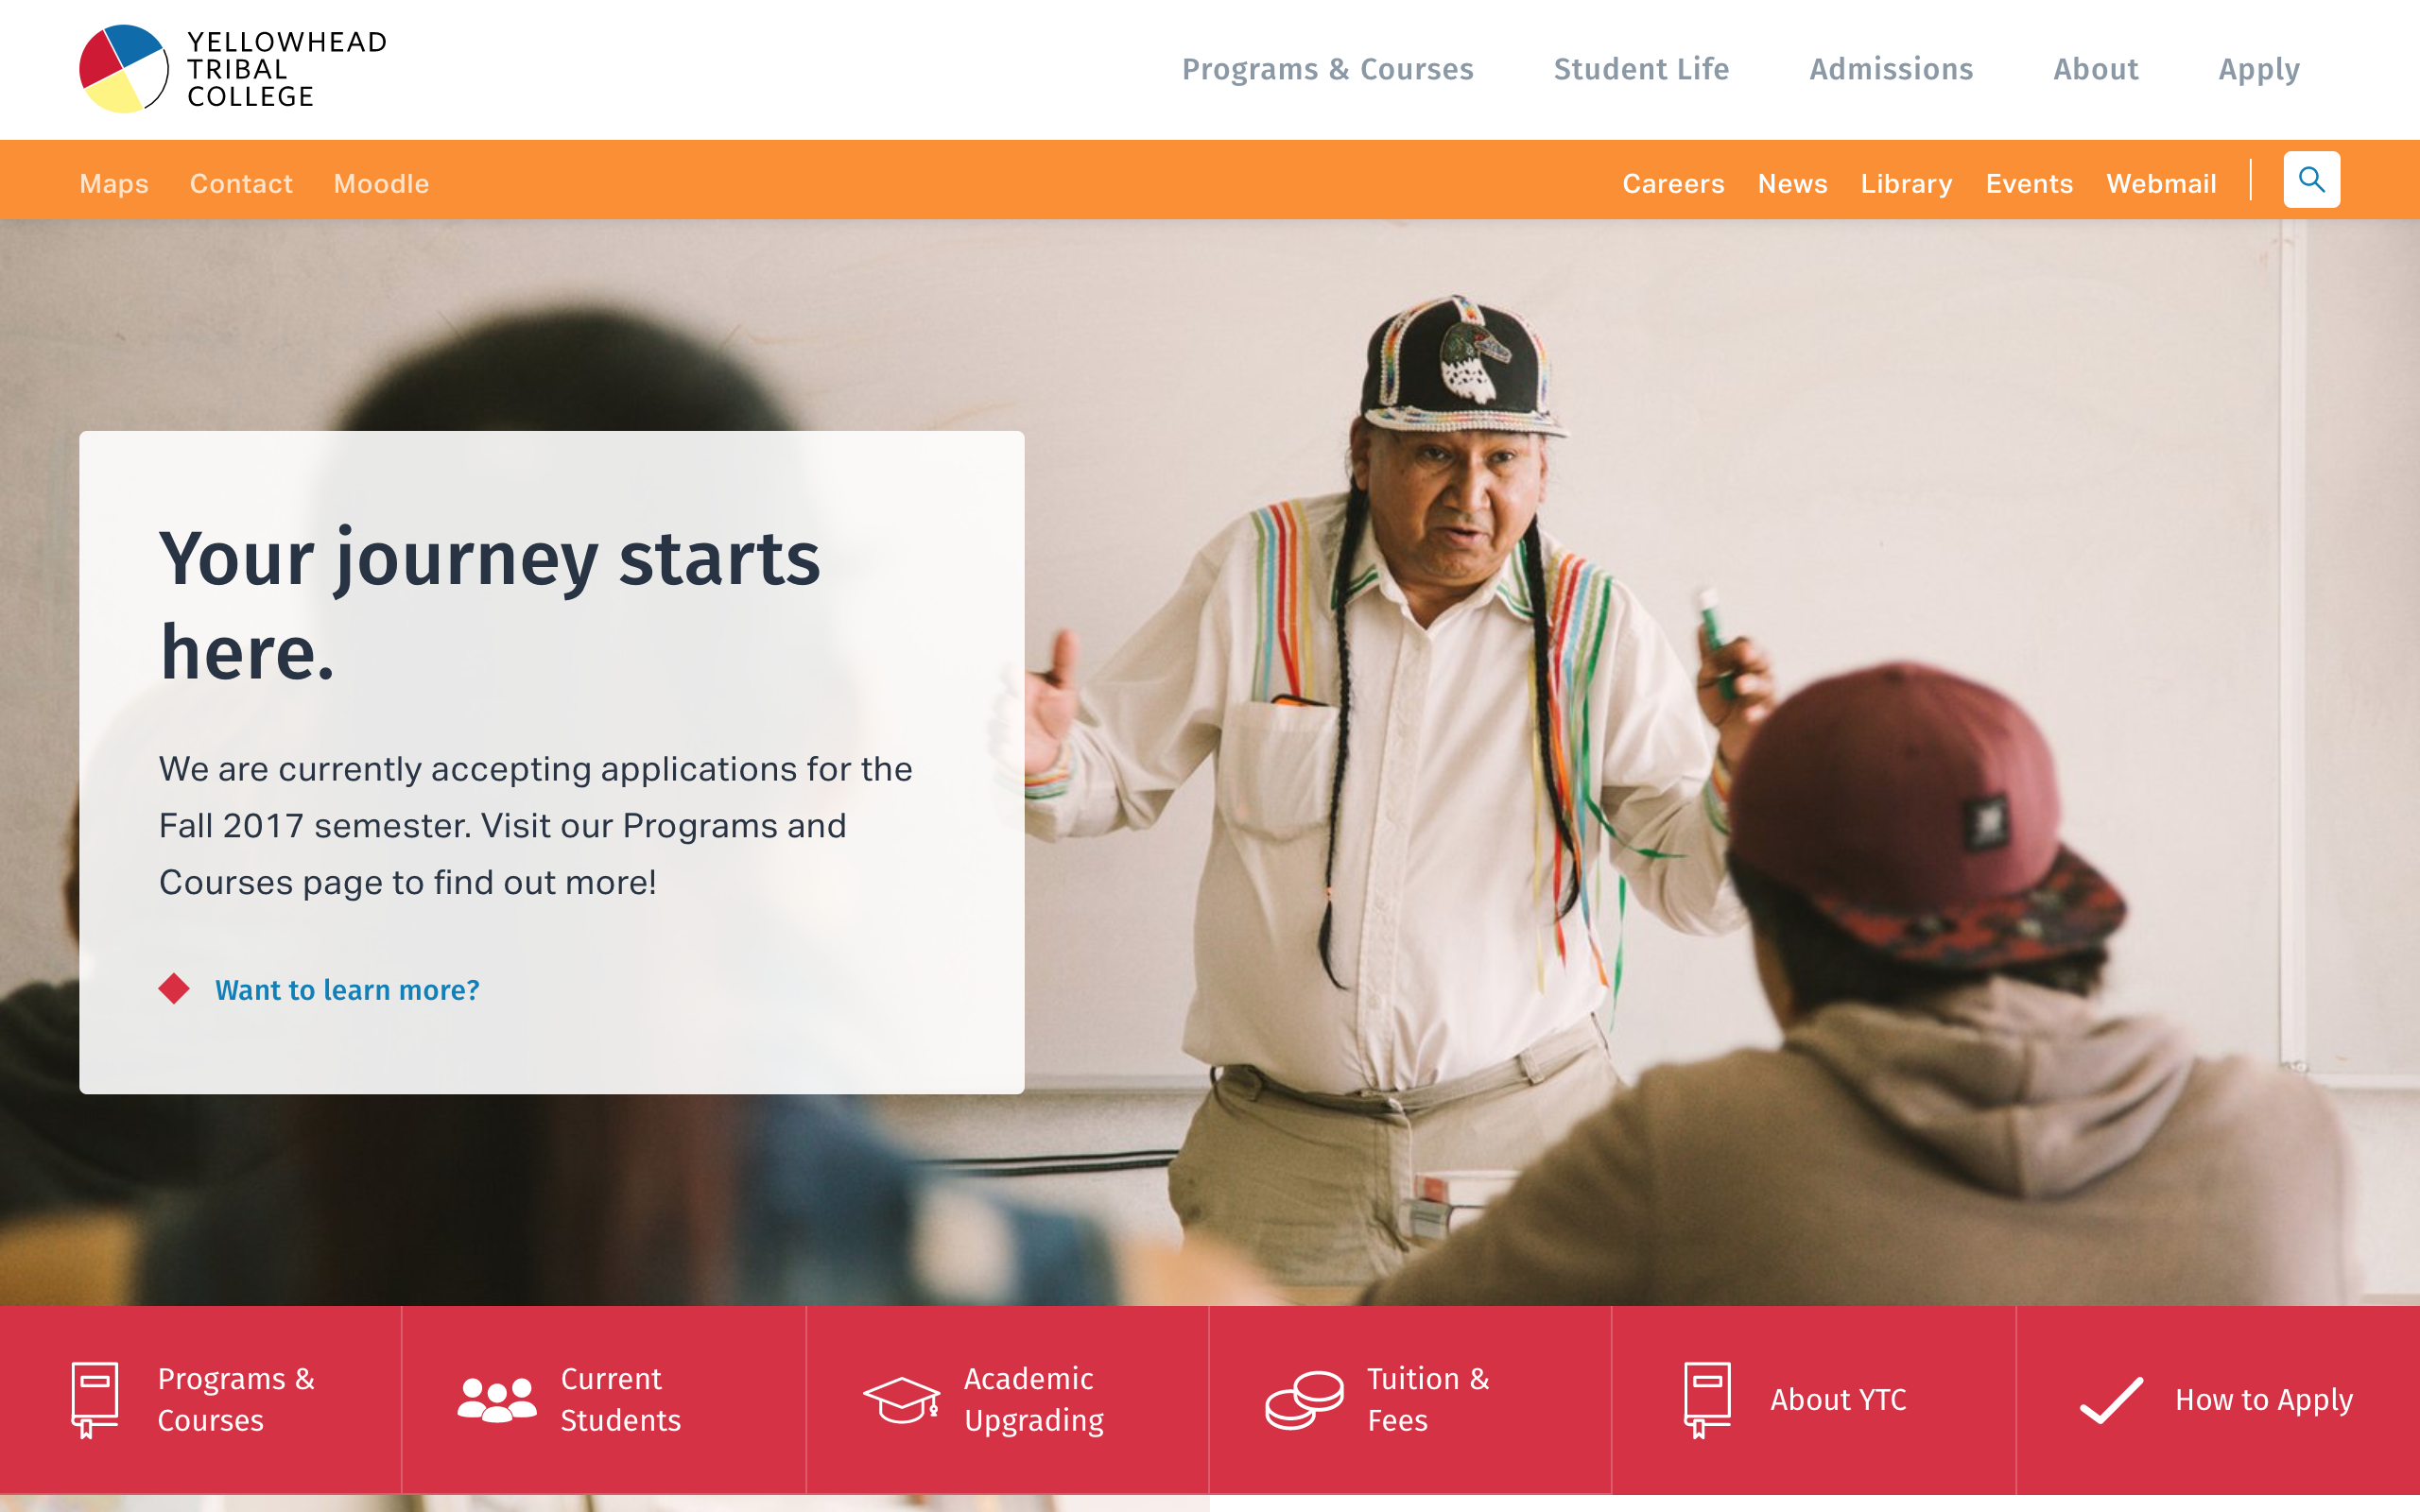 YELLOWHEAD
TRIBAL
COLLEGE
Programs & Courses Student Life Admissions About Apply
Maps Contact Moodle Careers News Library Events Webmail
Your journey starts
here.
We are currently accepting applications for the
Fall 2017 semester. Visit our Programs and
Courses page to find out more!
Want to learn more?
Programs &
Courses
Current
Students
Academic
Upgrading
Tuition &
Fees
About YTC
How to Apply